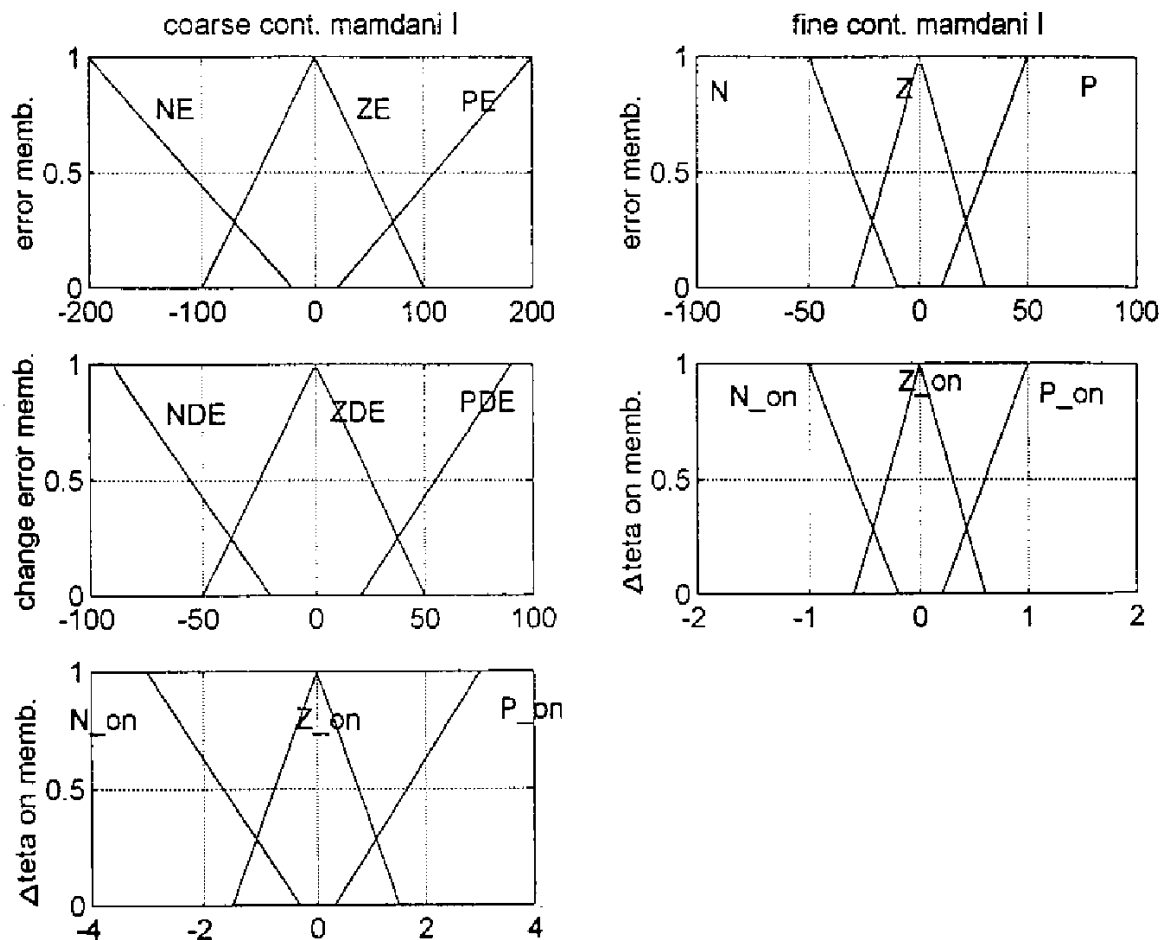 coarse cont. mamdani I
error memb.
1
0.5
0
NE
ZE
PE
-200
-100
0
100
200
fine cont. mamdani I
error memb.
1
0.5
0
N
Z
P
-100
-50
0
50
100
change error memb.
1
0.5
0
NDE
ZDE
PDE
-100
-50
0
50
100
Δteta on memb.
1
0.5
0
N_on
Z_on
P_on
-2
-1
0
1
2
Δteta on memb.
1
0.5
0
N_on
Z_on
P_on
-4
-2
0
2
4